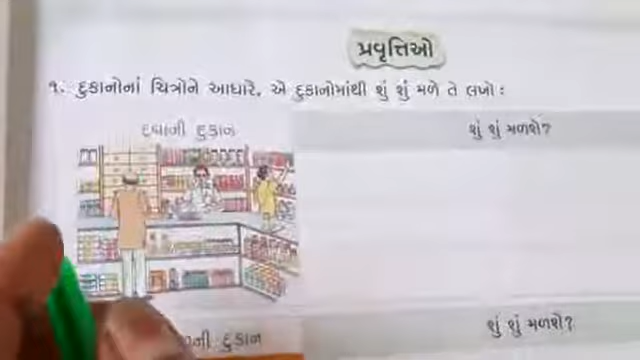 પ્રવૃત્તિઓ
૧. દુકાનોનાં ચિત્રોને આધારે, એ દુકાનોમાંથી શું શું મળે તે લખો :
દવાની દુકાન
શું શું મળશે?
દુકાન
શું શું મળશે?